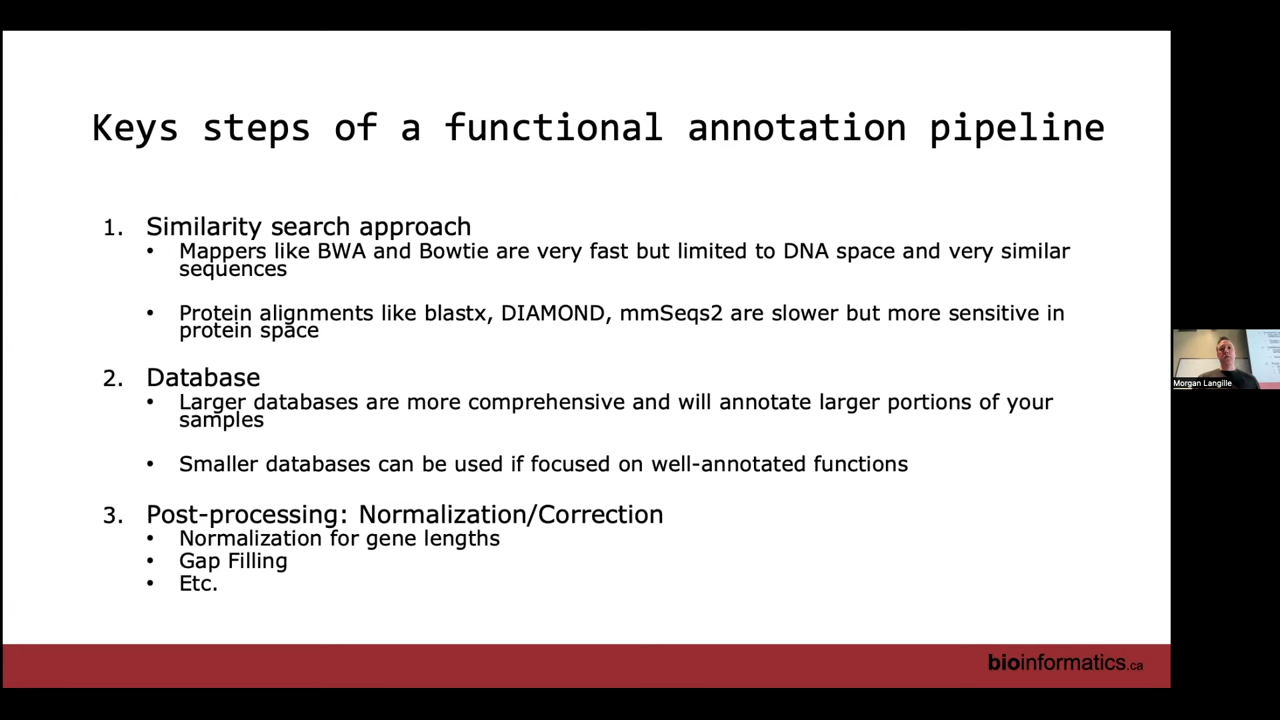 Keys steps of a functional annotation pipeline
1. Similarity search approach
• Mappers like BWA and Bowtie are very fast but limited to DNA space and very similar
sequences
• Protein alignments like blastx, DIAMOND, mmSeqs2 are slower but more sensitive in
protein space
2. Database
• Larger databases are more comprehensive and will annotate larger portions of your
samples
• Smaller databases can be used if focused on well-annotated functions
3. Post-processing: Normalization/Correction
• Normalization for gene lengths
• Gap Filling
• Etc.
Morgan Langille
bioinformatics.ca